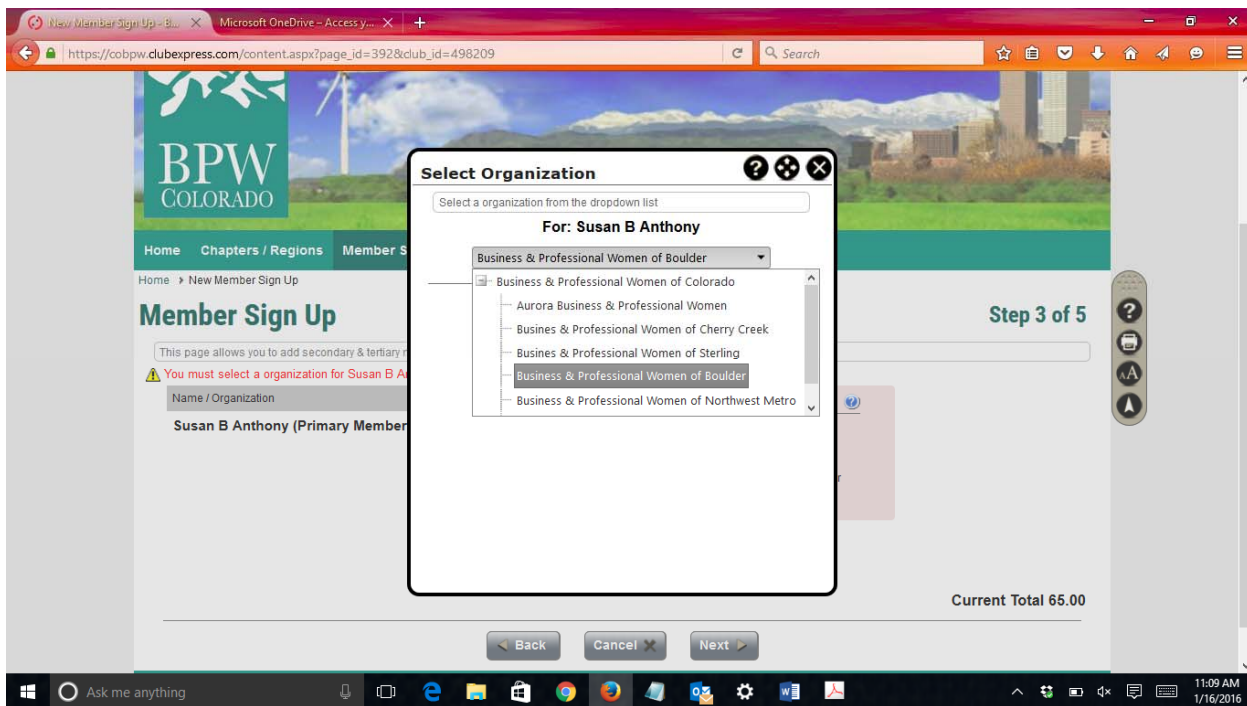 New Member Sign Up - B...
Microsoft OneDrive – Access y...
https://cobpw.clubexpress.com/content.aspx?page_id=392&club_id=498209
Search
BPW
COLORADO
Home Chapters / Regions Member S
Home New Member Sign Up
Member Sign Up
Step 3 of 5
This page allows you to add secondary & tertiary
You must select a organization for Susan B A
Name / Organization
Susan B Anthony (Primary Member
Select Organization
Select a organization from the dropdown list
For: Susan B Anthony
Business & Professional Women of Boulder
Business & Professional Women of Colorado
Aurora Business & Professional Women
Busines & Professional Women of Cherry Creek
Busines & Professional Women of Sterling
Business & Professional Women of Boulder
Business & Professional Women of Northwest Metro
Current Total 65.00
Back Cancel Next
Ask me anything
11:09 AM
1/16/2016